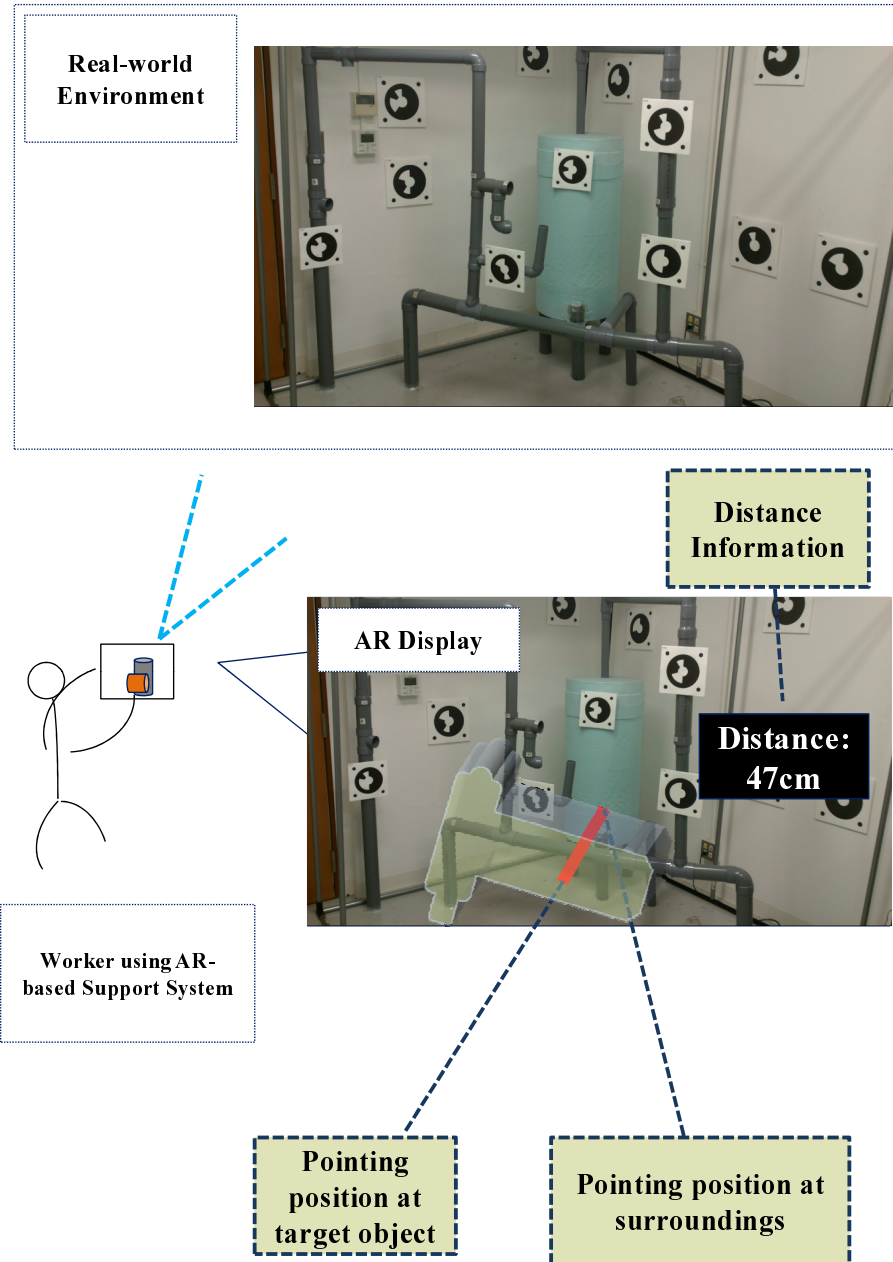 Real-world
Environment
Distance
Information
AR Display
Distance:
47cm
Worker using AR-
based Support System
Pointing
position at
target object
Pointing position at
surroundings